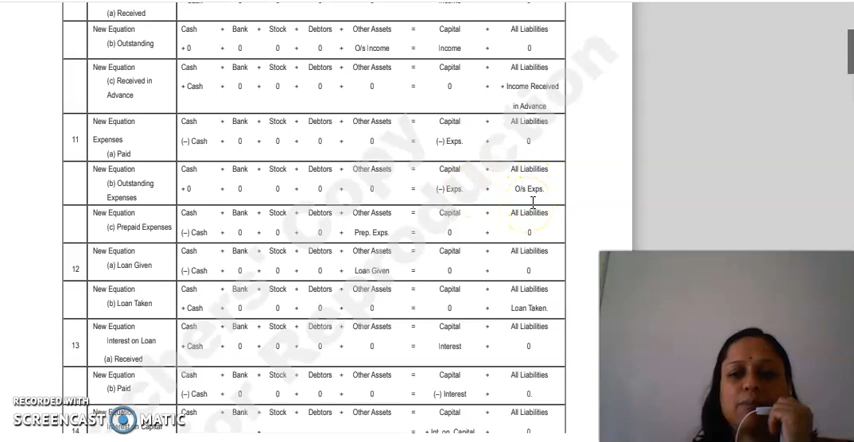 (a) Received
New Equation Cash + Bank + Stock + Debtors + Other Assets = Capital + All Liabilities
(b) Outstanding + 0 0 0 + 0 O/s Income = Income 0
New Equation Cash + Bank + Stock + Debtors + Other Assets = Capital + All Liabilities
(c) Received in + Cash + 0 + 0 + 0 + 0 = 0 + + Income Received
Advance in Advance
New Equation Cash + Bank + Stock + Debtors + Other Assets = Capital + All Liabilities
11 Expenses (–) Cash + 0 + 0 + 0 + 0 = (–) Exps. + 0
(a) Paid
New Equation Cash + Bank + Stock + Debtors + Other Assets = Capital + All Liabilities
(b) Outstanding + 0 + 0 + 0 + 0 + 0 = (–) Exps. + O/s Exps.
Expenses
New Equation Cash + Bank + Stock + Debtors + Other Assets = Capital + All Liabilities
(c) Prepaid Expenses (–) Cash + 0 + 0 + 0 + Prep. Exps. = 0 + 0
12 New Equation Cash + Bank + Stock + Debtors + Other Assets = Capital + All Liabilities
(a) Loan Given (–) Cash + 0 + 0 + 0 + Loan Given = 0 + 0
New Equation Cash + Bank + Stock + Debtors + Other Assets = Capital + All Liabilities
(b) Loan Taken + Cash + 0 + 0 + 0 + 0 = 0 + Loan Taken.
New Equation Cash + Bank + Stock + Debtors + Other Assets = Capital + All Liabilities
13 Interest on Loan + Cash + 0 + 0 + 0 + 0 = Interest + 0
(a) Received
New Equation Cash + Bank + Stock + Debtors + Other Assets = Capital + All Liabilities
(b) Paid (–) Cash + 0 + 0 + 0 + 0 = (–) Interest + 0.
New Equation Cash + Bank + Stock + Debtors + Other Assets = Capital + All Liabilities
14 + = + Int. on Capital 0
Teachers' Copy
For Reproduction
RECORDED WITH
SCREENCAST MATIC